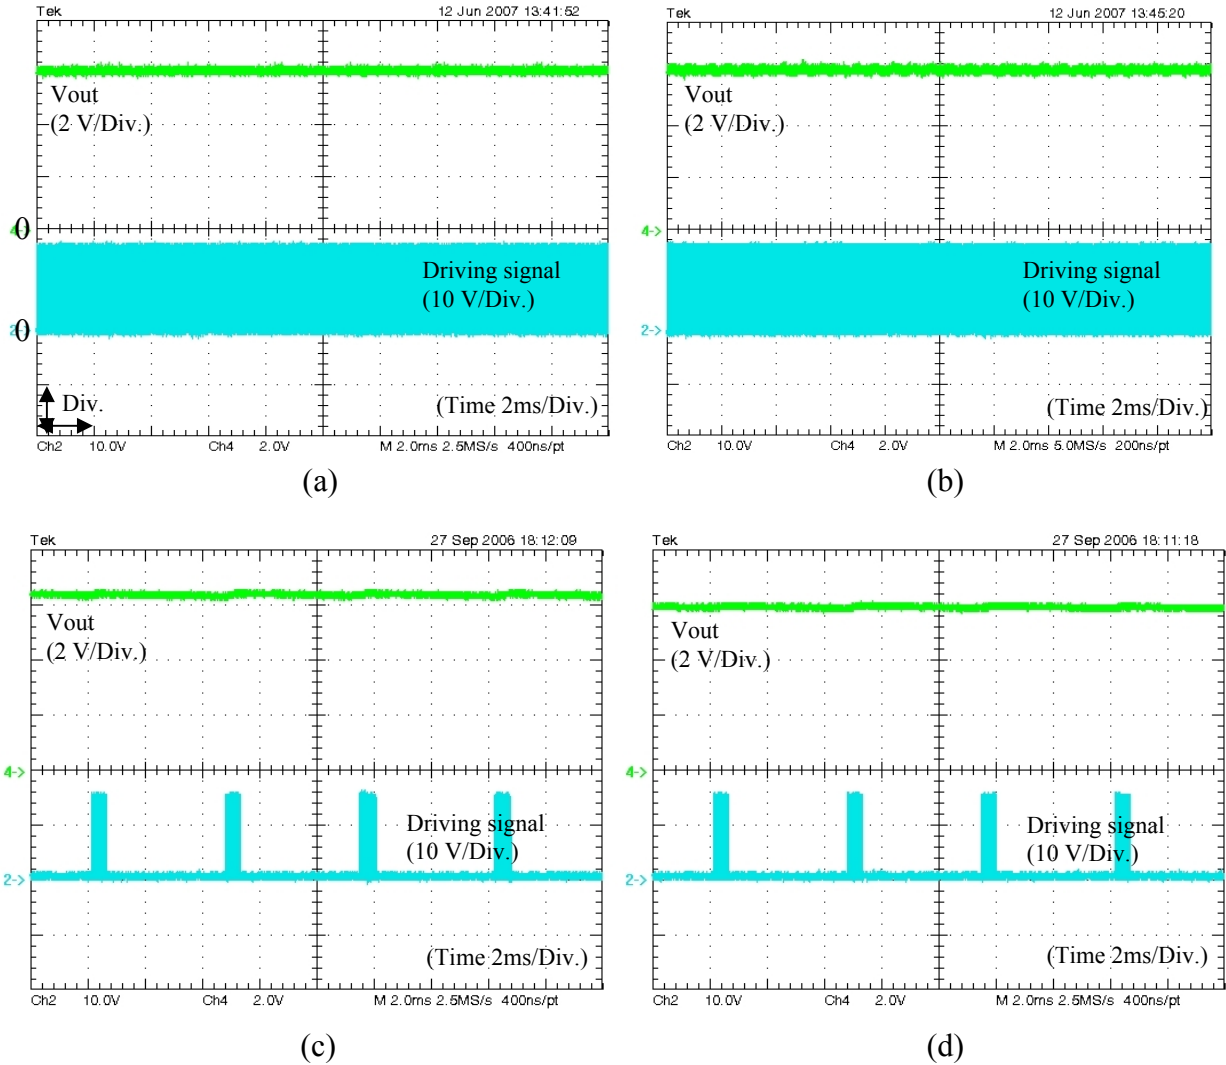 Tek 12 Jun 2007 13:41:52
Vout
(2 V/Div.)
4->
0
Driving signal
(10 V/Div.)
2->
0
Div.
(Time 2ms/Div.)
Ch2 10.0V Ch4 2.0V M 2.0ms 2.5MS/s 400ns/pt
(a)
Tek 12 Jun 2007 13:45:20
Vout
(2 V/Div.)
4->
Driving signal
(10 V/Div.)
2->
(Time 2ms/Div.)
Ch2 10.0V Ch4 2.0V M 2.0ms 5.0MS/s 200ns/pt
(b)
Tek 27 Sep 2006 18:12:09
Vout
(2 V/Div.)
4->
Driving signal
(10 V/Div.)
2->
(Time 2ms/Div.)
Ch2 10.0V Ch4 2.0V M 2.0ms 2.5MS/s 400ns/pt
(c)
Tek 27 Sep 2006 18:11:18
Vout
(2 V/Div.)
4->
Driving signal
(10 V/Div.)
2->
(Time 2ms/Div.)
Ch2 10.0V Ch4 2.0V M 2.0ms 2.5MS/s 400ns/pt
(d)